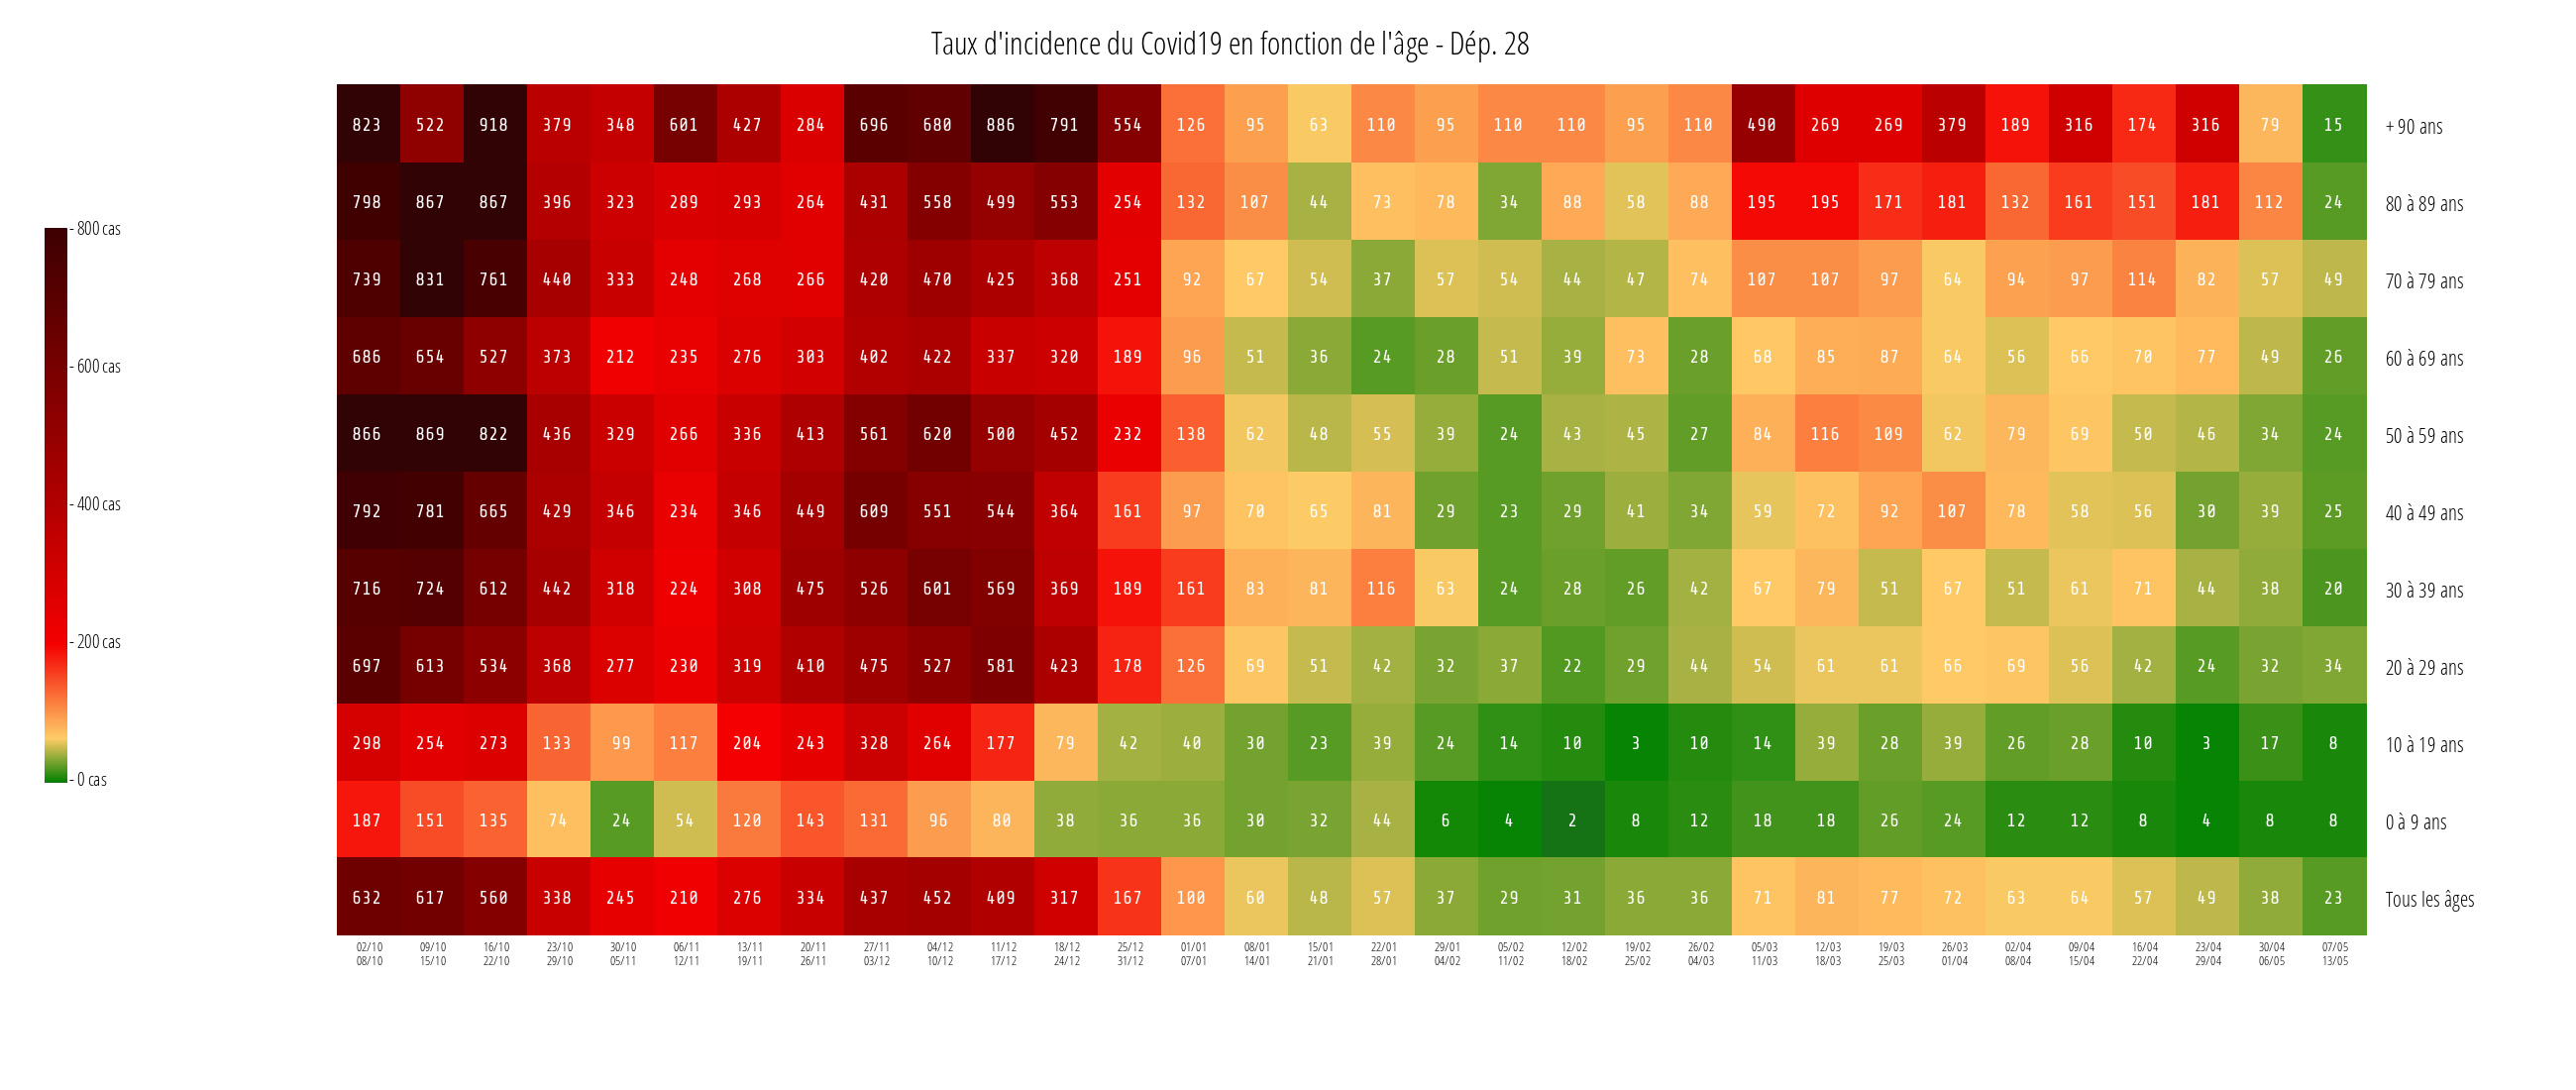 Taux d'incidence du Covid19 en fonction de l'âge - Dép. 28
823 522 918 379 348 601 427 284 696 680 886 791 554 126 95 63 110 95 110 110 95 110 490 269 269 379 189 316 174 316 79 15 + 90 ans
798 867 867 396 323 289 293 264 431 558 499 553 254 132 107 44 73 78 34 88 58 88 195 195 171 181 132 161 151 181 112 24 80 à 89 ans
- 800 cas
739 831 761 440 333 248 268 266 420 470 425 368 251 92 67 54 37 57 54 44 47 74 107 107 97 64 94 97 114 82 57 49 70 à 79 ans
686 654 527 373 212 235 276 303 402 422 337 320 189 96 51 36 24 28 51 39 73 28 68 85 87 64 56 66 70 77 49 26 60 à 69 ans
- 600 cas
866 869 822 436 329 266 336 413 561 620 500 452 232 138 62 48 55 39 24 43 45 27 84 116 109 62 79 69 50 46 34 24 50 à 59 ans
- 400 cas
792 781 665 429 346 234 346 449 609 551 544 364 161 97 70 65 81 29 23 29 41 34 59 72 92 107 78 58 56 30 39 25 40 à 49 ans
716 724 612 442 318 224 308 475 526 601 569 369 189 161 83 81 116 63 24 28 26 42 67 79 51 67 51 61 71 44 38 20 30 à 39 ans
- 200 cas
697 613 534 368 277 230 319 410 475 527 581 423 178 126 69 51 42 32 37 22 29 44 54 61 61 66 69 56 42 24 32 34 20 à 29 ans
298 254 273 133 99 117 204 243 328 264 177 79 42 40 30 23 39 24 14 10 3 10 14 39 28 39 26 28 10 3 17 8 10 à 19 ans
- 0 cas
187 151 135 74 24 54 120 143 131 96 80 38 36 36 30 32 44 6 4 2 8 12 18 18 26 24 12 12 8 4 8 8 0 à 9 ans
632 617 560 338 245 210 276 334 437 452 409 317 167 100 60 48 57 37 29 31 36 36 71 81 77 72 63 64 57 49 38 23 Tous les âges
02/10 09/10 16/10 23/10 30/10 06/11 13/11 20/11 27/11 04/12 11/12 18/12 25/12 01/01 08/01 15/01 22/01 29/01 05/02 12/02 19/02 26/02 05/03 12/03 19/03 26/03 02/04 09/04 16/04 23/04 30/04 07/05
08/10 15/10 22/10 29/10 05/11 12/11 19/11 26/11 03/12 10/12 17/12 24/12 31/12 07/01 14/01 21/01 28/01 04/02 11/02 18/02 25/02 04/03 11/03 18/03 25/03 01/04 08/04 15/04 22/04 29/04 06/05 13/05